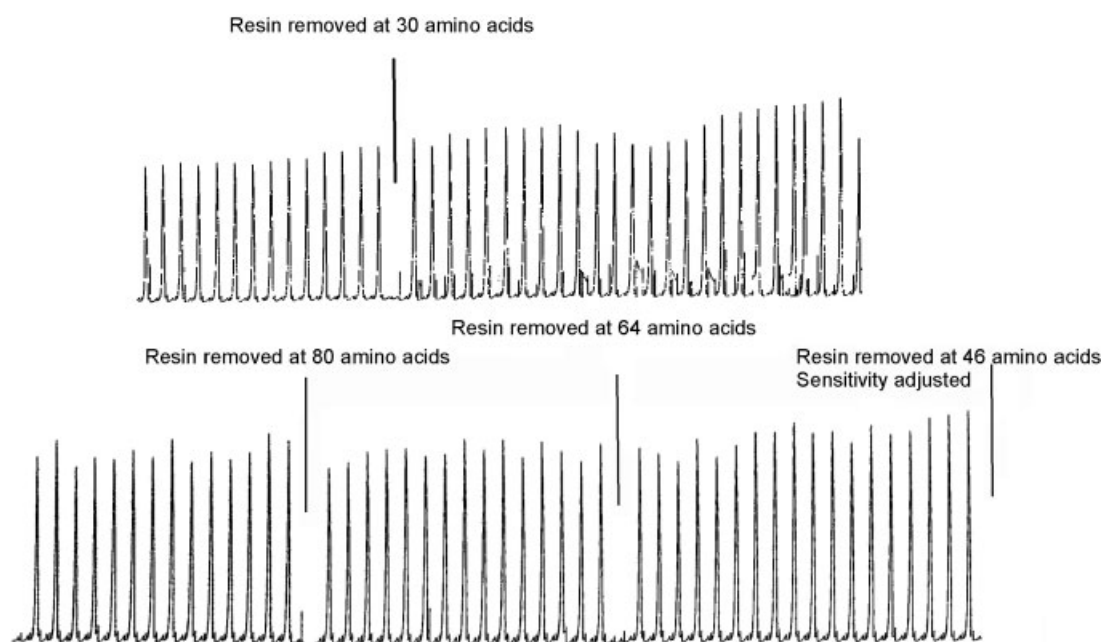 Resin removed at 30 amino acids
Resin removed at 64 amino acids
Resin removed at 80 amino acids
Resin removed at 46 amino acids
Sensitivity adjusted